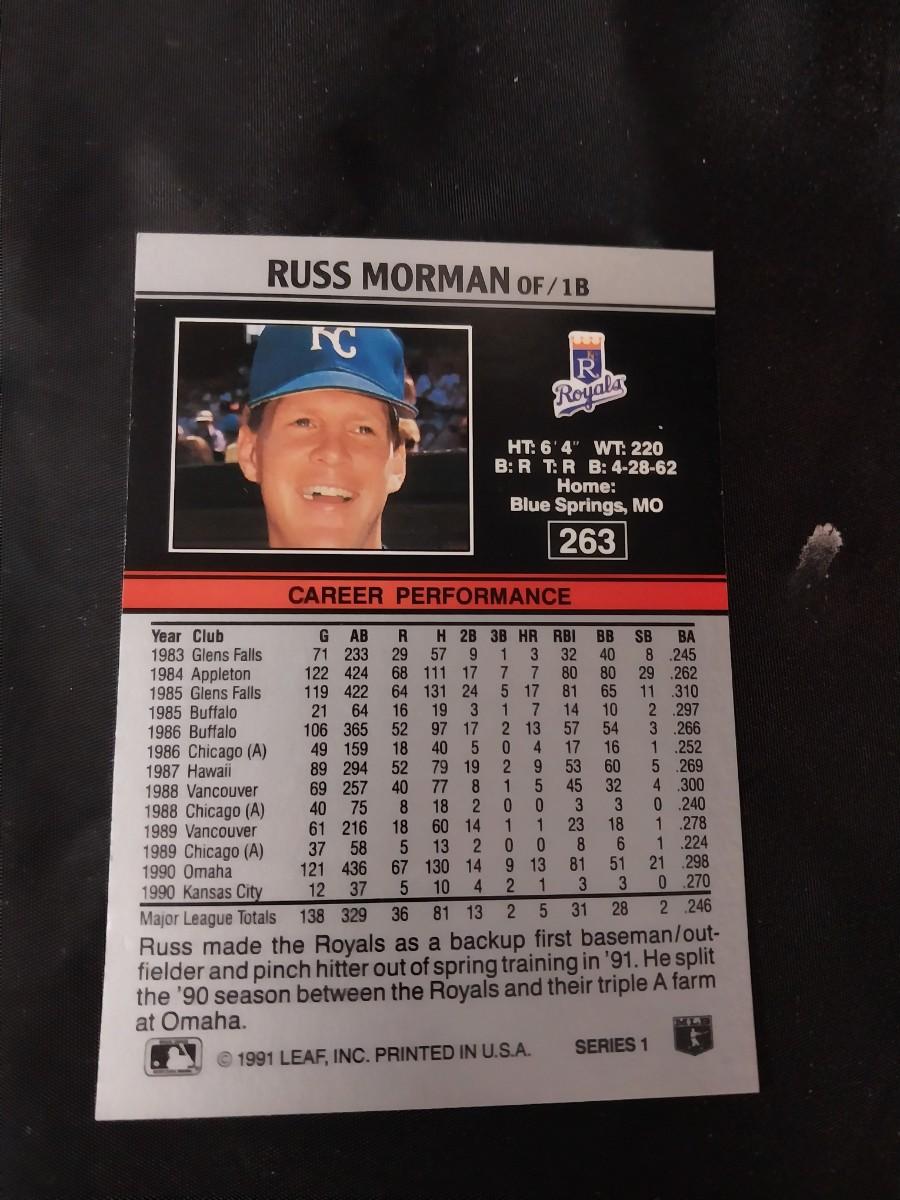 RUSS MORMAN OF/1B
KC
R
Royals
HT: 6'4" WT: 220
B: R T: R B: 4-28-62
Home:
Blue Springs, MO
263
CAREER PERFORMANCE
Year Club G AB R H 2B 3B HR RBI BB SB BA
1983 Glens Falls 71 233 29 57 9 1 3 32 40 8 .245
1984 Appleton 122 424 68 111 17 7 7 80 80 29 .262
1985 Glens Falls 119 422 64 131 24 5 17 81 65 11 .310
1985 Buffalo 21 64 16 19 3 1 7 14 10 2 .297
1986 Buffalo 106 365 52 97 17 2 13 57 54 3 .266
1986 Chicago (A) 49 159 18 40 5 0 4 17 16 1 .252
1987 Hawaii 89 294 52 79 19 2 9 53 60 5 .269
1988 Vancouver 69 257 40 77 8 1 5 45 32 4 .300
1988 Chicago (A) 40 75 8 18 2 0 0 3 3 0 .240
1989 Vancouver 61 216 18 60 14 1 1 23 18 1 .278
1989 Chicago (A) 37 58 5 13 2 0 0 8 6 1 .224
1990 Omaha 121 436 67 130 14 9 13 81 51 21 .298
1990 Kansas City 12 37 5 10 4 2 1 3 3 0 .270
Major League Totals 138 329 36 81 13 2 5 31 28 2 .246
Russ made the Royals as a backup first baseman/out-
fielder and pinch hitter out of spring training in '91. He split
the '90 season between the Royals and their triple A farm
at Omaha.
© 1991 LEAF, INC. PRINTED IN U.S.A. SERIES 1